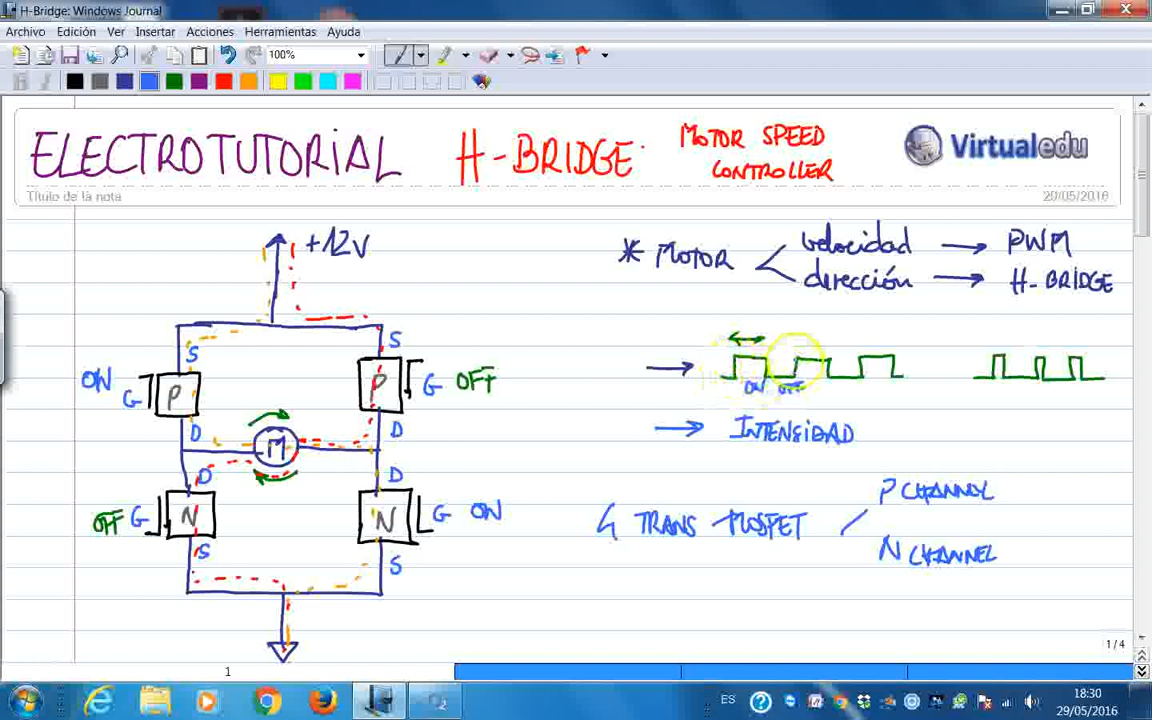 H-Bridge: Windows Journal
Archivo Edición Ver Insertar Acciones Herramientas Ayuda
100%
ELECTROTUTORIAL H-BRIDGE MOTOR SPEED
CONTROLLER
Virtualedu
Título de la nota
29/05/2016
+12V
* MOTOR velocidad PWM
dirección H-BRIDGE
S S
ON G P P G OFF
ON OFF
D D
M
INTENSIDAD
D D
OFF G N N G ON
S S
4 TRANS MOSFET
P CHANNEL
N CHANNEL
1/4
1
ES
18:30
29/05/2016